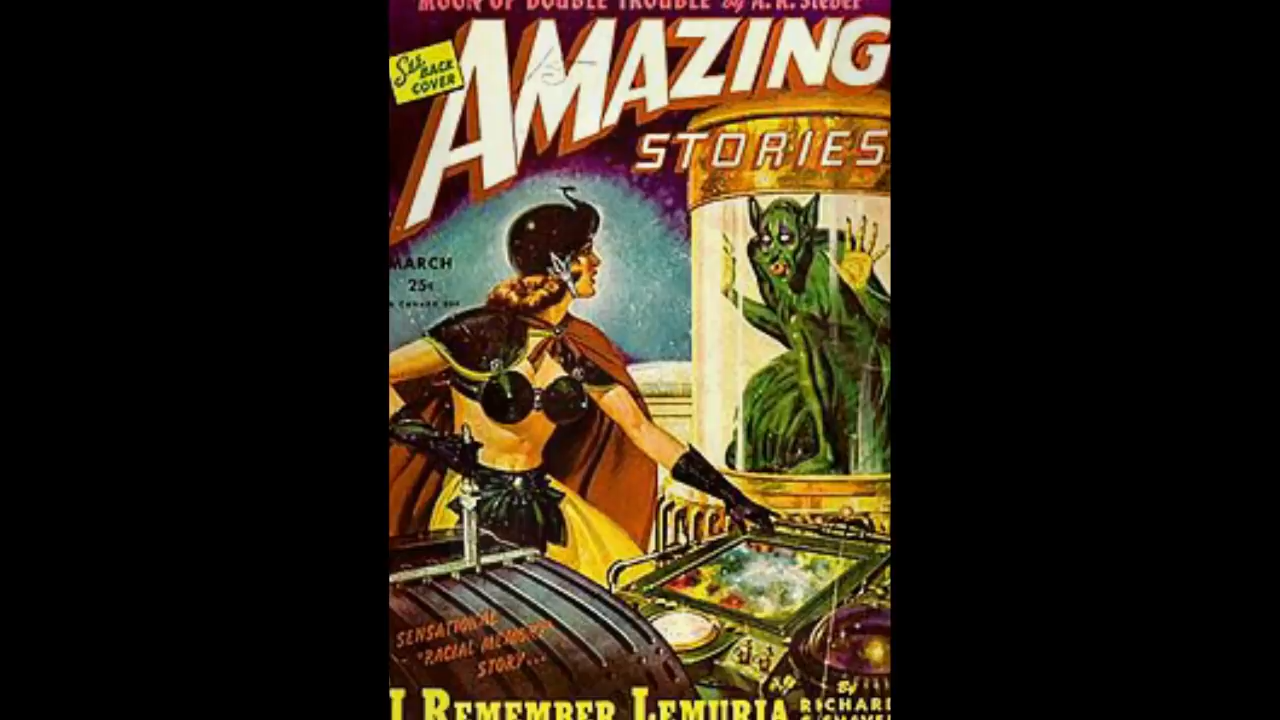 MOON OF DOUBLE TROUBLE by A. R. Steber
AMAZING
SEE
BACK
COVER
STORIES
MARCH
25¢
SENSATIONAL
"RACIAL MEMORY"
STORY...
I REMEMBER LEMURIA
By
RICHARD